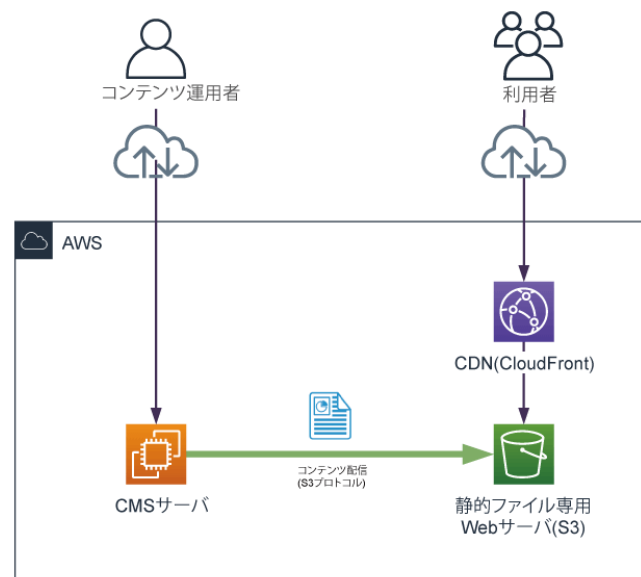 コンテンツ運用者
利用者
AWS
CDN(CloudFront)
コンテンツ配信
(S3プロトコル)
CMSサーバ
静的ファイル専用
Webサーバ(S3)